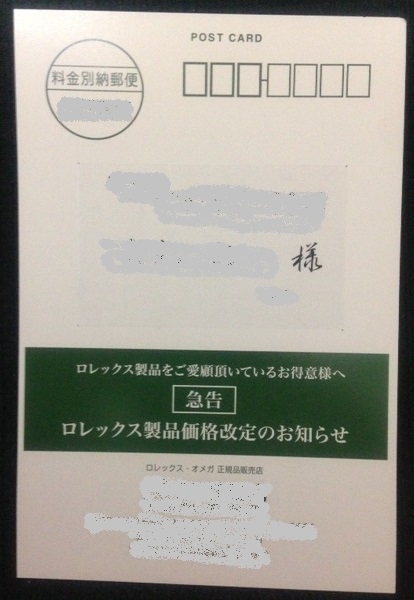 POST CARD
料金別納郵便
様
ロレックス製品をご愛顧頂いているお得意様へ
急告
ロレックス製品価格改定のお知らせ
ロレックス・オメガ 正規品販売店